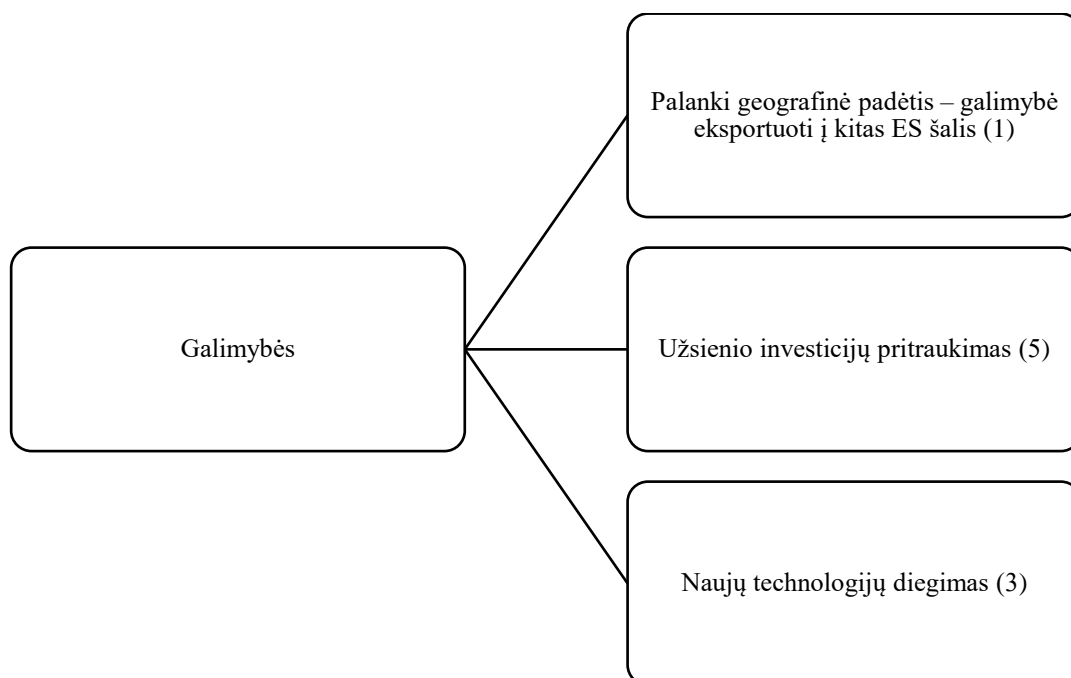 Palanki geografinė padėtis – galimybė
eksportuoti į kitas ES šalis (1)
Galimybės
Užsienio investicijų pritraukimas (5)
Naujų technologijų diegimas (3)